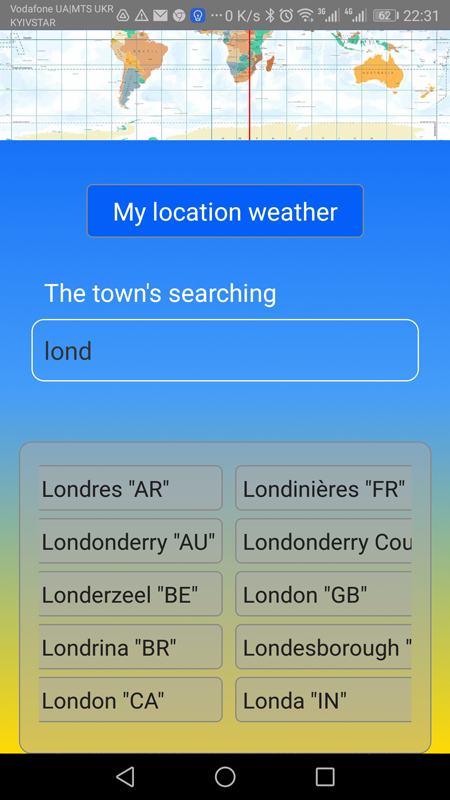 Vodafone UA|MTS UKR
KYIVSTAR
... 0 K/s 3G 4G 62 22:31
AUSTRALIA
My location weather
The town's searching
lond
Londres "AR"
Londinières "FR"
Londonderry "AU"
Londonderry Cou
Londerzeel "BE"
London "GB"
Londrina "BR"
Londesborough "
London "CA"
Londa "IN"